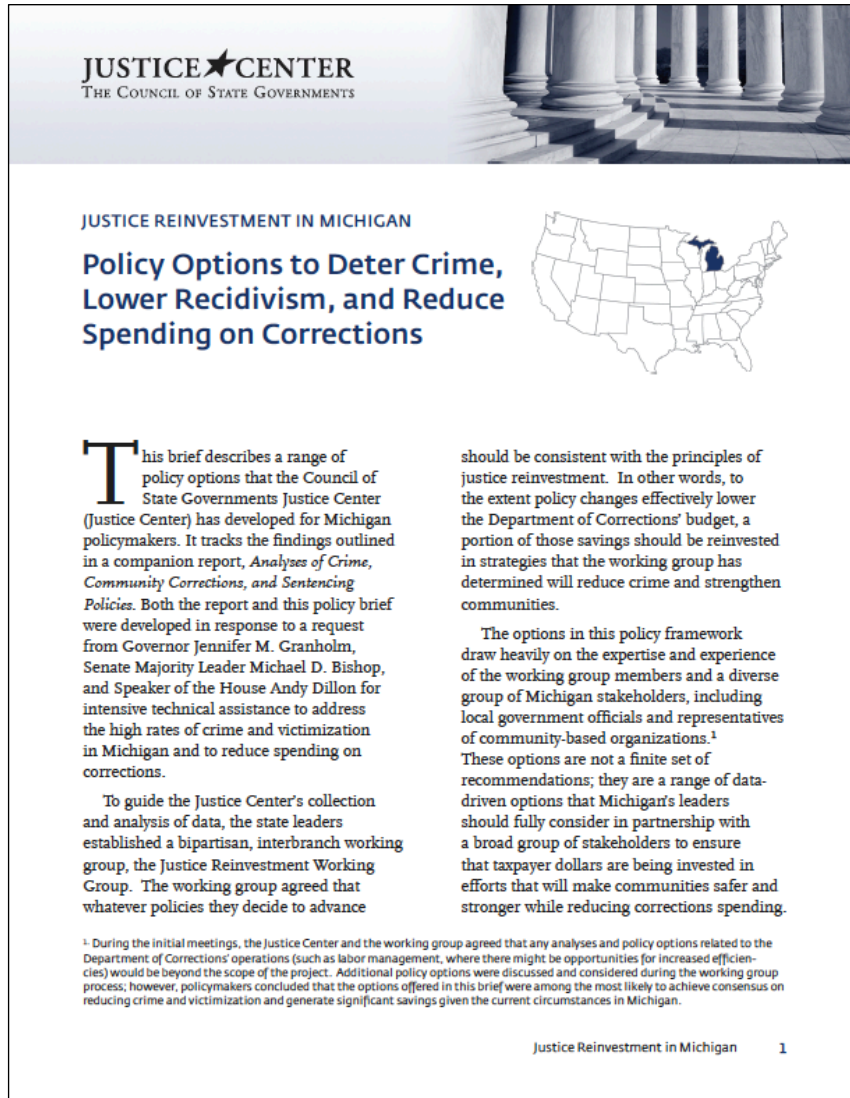 JUSTICE★CENTER
THE COUNCIL OF STATE GOVERNMENTS
JUSTICE REINVESTMENT IN MICHIGAN
Policy Options to Deter Crime,
Lower Recidivism, and Reduce
Spending on Corrections
This brief describes a range of
policy options that the Council of
State Governments Justice Center
(Justice Center) has developed for Michigan
policymakers. It tracks the findings outlined
in a companion report, Analyses of Crime,
Community Corrections, and Sentencing
Policies. Both the report and this policy brief
were developed in response to a request
from Governor Jennifer M. Granholm,
Senate Majority Leader Michael D. Bishop,
and Speaker of the House Andy Dillon for
intensive technical assistance to address
the high rates of crime and victimization
in Michigan and to reduce spending on
corrections.
To guide the Justice Center's collection
and analysis of data, the state leaders
established a bipartisan, interbranch working
group, the Justice Reinvestment Working
Group. The working group agreed that
whatever policies they decide to advance
should be consistent with the principles of
justice reinvestment. In other words, to
the extent policy changes effectively lower
the Department of Corrections' budget, a
portion of those savings should be reinvested
in strategies that the working group has
determined will reduce crime and strengthen
communities.
The options in this policy framework
draw heavily on the expertise and experience
of the working group members and a diverse
group of Michigan stakeholders, including
local government officials and representatives
of community-based organizations.1
These options are not a finite set of
recommendations; they are a range of data-
driven options that Michigan's leaders
should fully consider in partnership with
a broad group of stakeholders to ensure
that taxpayer dollars are being invested in
efforts that will make communities safer and
stronger while reducing corrections spending.
1. During the initial meetings, the Justice Center and the working group agreed that any analyses and policy options related to the
Department of Corrections' operations (such as labor management, where there might be opportunities for increased efficien-
cies) would be beyond the scope of the project. Additional policy options were discussed and considered during the working group
process; however, policymakers concluded that the options offered in this brief were among the most likely to achieve consensus on
reducing crime and victimization and generate significant savings given the current circumstances in Michigan.
Justice Reinvestment in Michigan 1